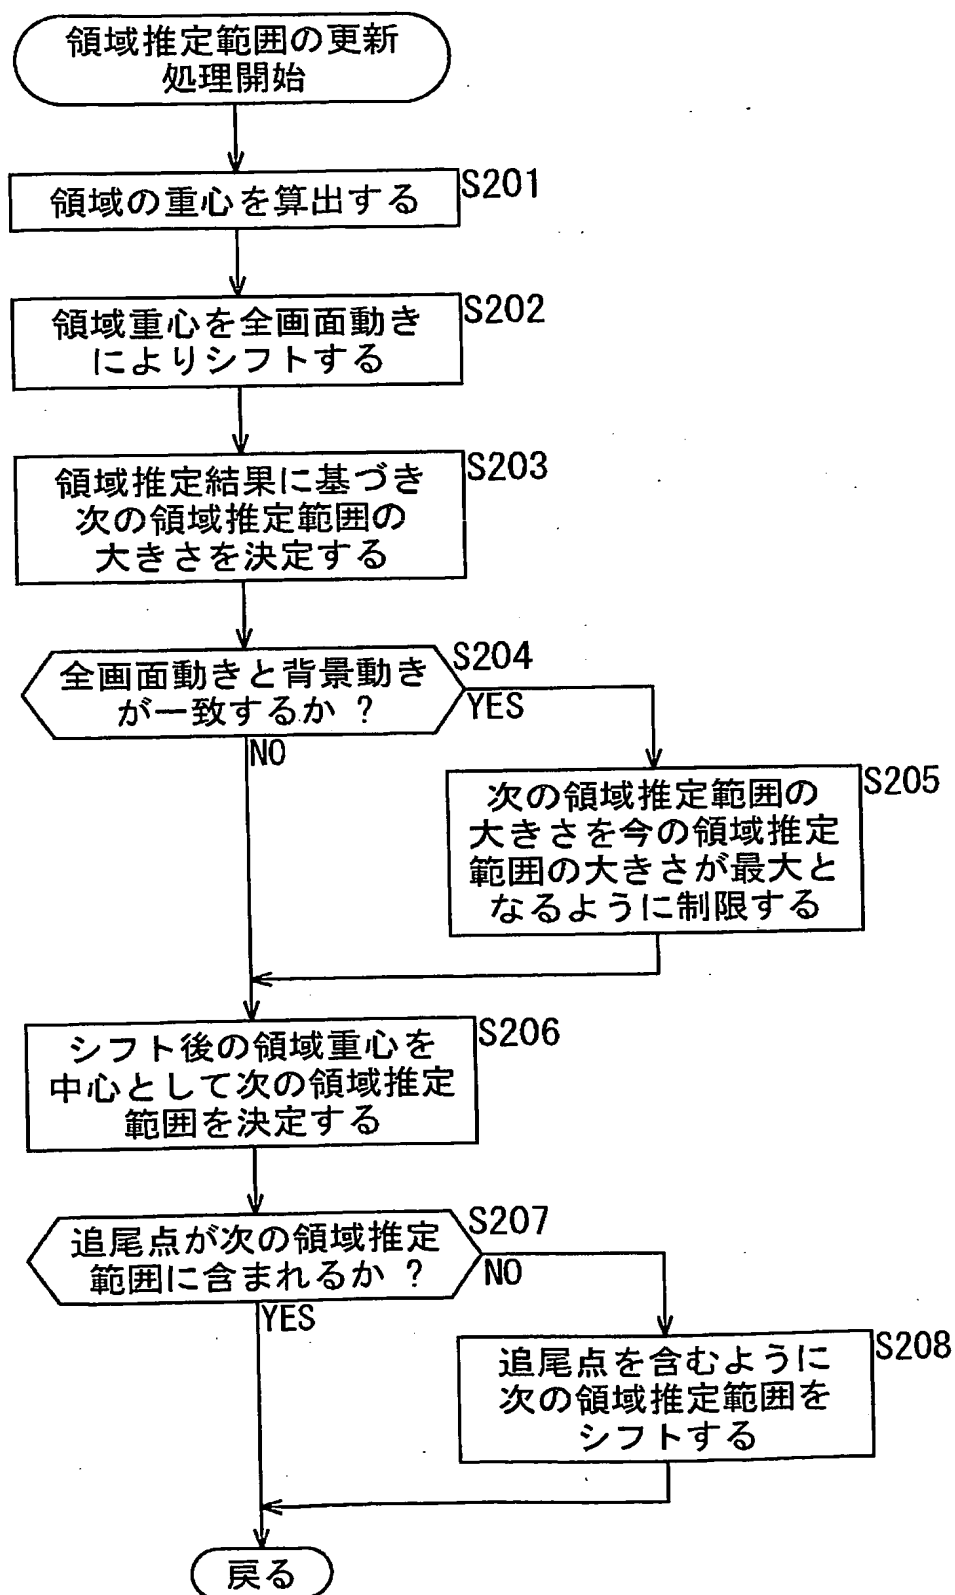 領域推定範囲の更新
処理開始
領域の重心を算出する
S201
領域重心を全画面動き
によりシフトする
S202
領域推定結果に基づき
次の領域推定範囲の
大きさを決定する
S203
全画面動きと背景動き
が一致するか ?
S204
YES
NO
次の領域推定範囲の
大きさを今の領域推定
範囲の大きさが最大と
なるように制限する
S205
シフト後の領域重心を
中心として次の領域推定
範囲を決定する
S206
追尾点が次の領域推定
範囲に含まれるか ?
S207
NO
YES
追尾点を含むように
次の領域推定範囲を
シフトする
S208
戻る